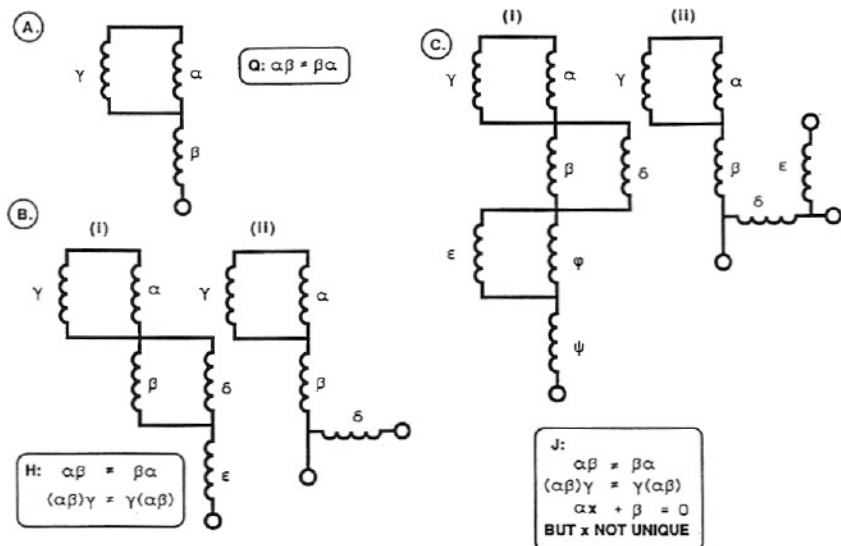 A.
γ
α
β
Q: αβ ≠ βα
B.
(i)
(ii)
γ
α
β
δ
ε
γ
α
β
δ
H: αβ ≠ βα
(αβ)γ ≠ γ(αβ)
C.
(i)
(ii)
γ
α
β
δ
ε
φ
ψ
γ
α
β
δ
ε
J:
αβ ≠ βα
(αβ)γ ≠ γ(αβ)
αx + β = 0
BUT x NOT UNIQUE